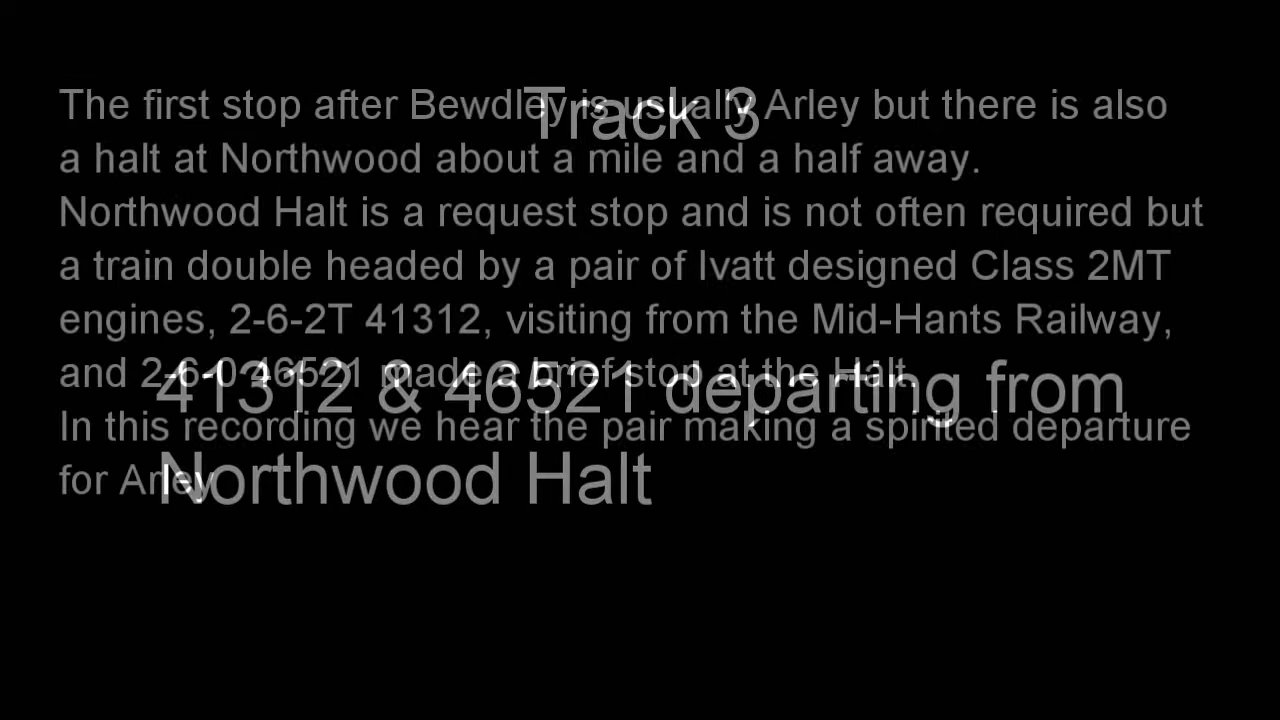 Track 3
The first stop after Bewdley is usually Arley but there is also
a halt at Northwood about a mile and a half away.
Northwood Halt is a request stop and is not often required but
a train double headed by a pair of Ivatt designed Class 2MT
engines, 2-6-2T 41312, visiting from the Mid-Hants Railway,
and 2-6-0 46521 made a brief stop at the Halt.
In this recording we hear the pair making a spirited departure
for Arley
41312 & 46521 departing from
Northwood Halt